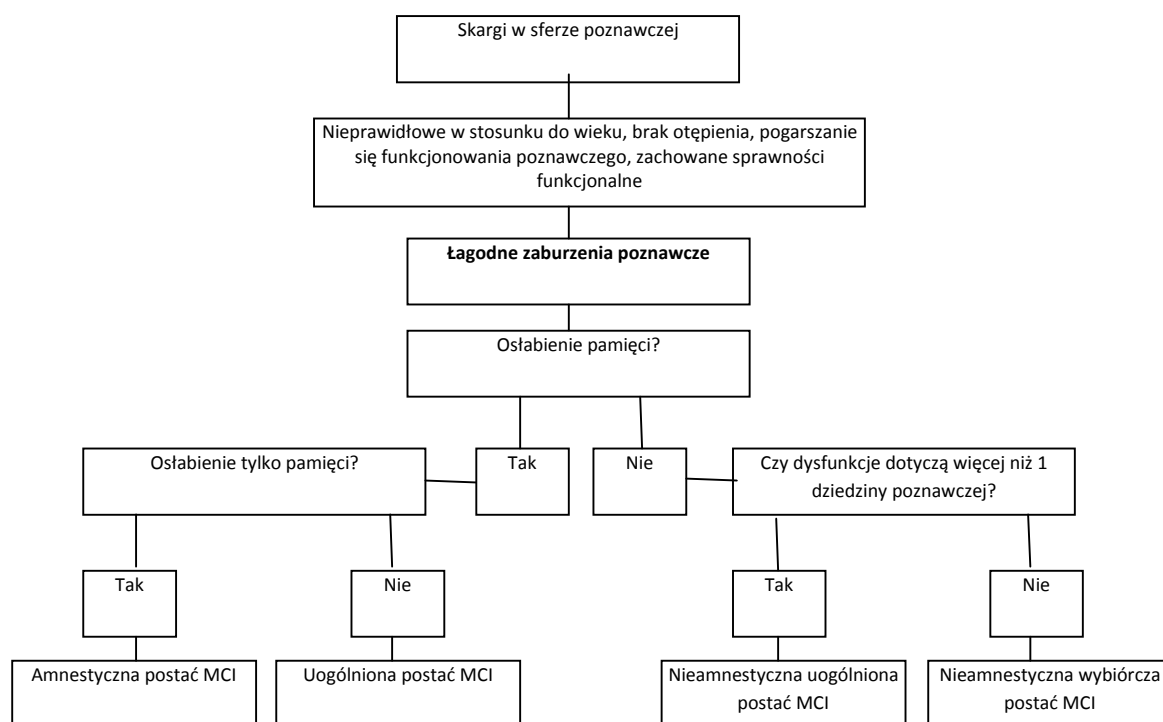 Skargi w sferze poznawczej
Nieprawidłowe w stosunku do wieku, brak otępienia, pogarszanie
się funkcjonowania poznawczego, zachowane sprawności
funkcjonalne
Łagodne zaburzenia poznawcze
Osłabienie pamięci?
Osłabienie tylko pamięci?
Tak
Nie
Czy dysfunkcje dotyczą więcej niż 1
dziedziny poznawczej?
Tak
Nie
Tak
Nie
Amnestyczna postać MCI
Uogólniona postać MCI
Nieamnestyczna uogólniona
postać MCI
Nieamnestyczna wybiórcza
postać MCI